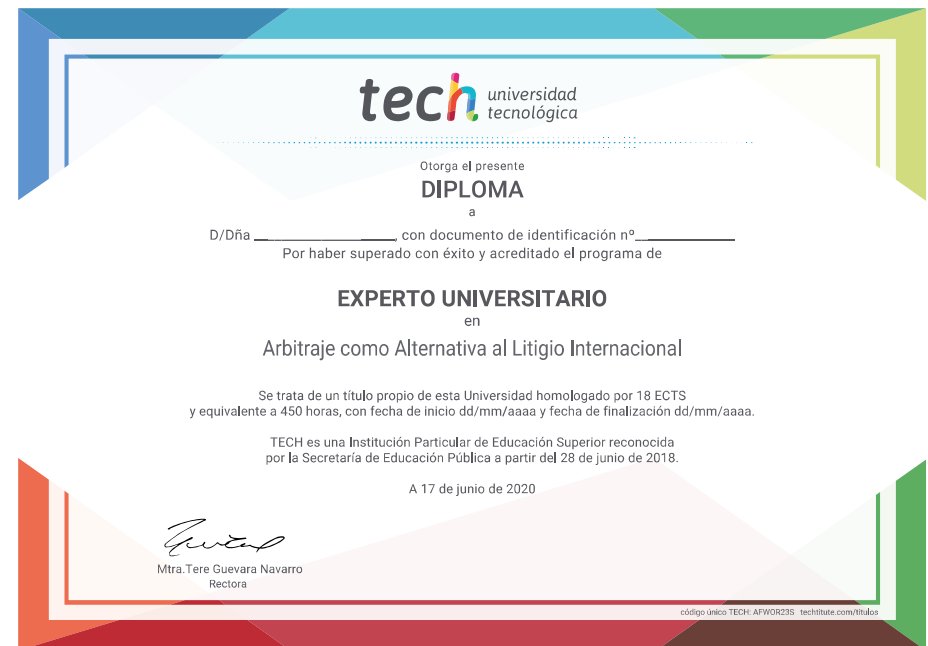 tech universidad
tecnológica
Otorga el presente
DIPLOMA
a
D/Dña ____________________, con documento de identificación nº______________
Por haber superado con éxito y acreditado el programa de
EXPERTO UNIVERSITARIO
en
Arbitraje como Alternativa al Litigio Internacional
Se trata de un título propio de esta Universidad homologado por 18 ECTS
y equivalente a 450 horas, con fecha de inicio dd/mm/aaaa y fecha de finalización dd/mm/aaaa.
TECH es una Institución Particular de Educación Superior reconocida
por la Secretaría de Educación Pública a partir del 28 de junio de 2018.
A 17 de junio de 2020
Mtra.Tere Guevara Navarro
Rectora
código único TECH: AFWOR23S techtitute.com/titulos